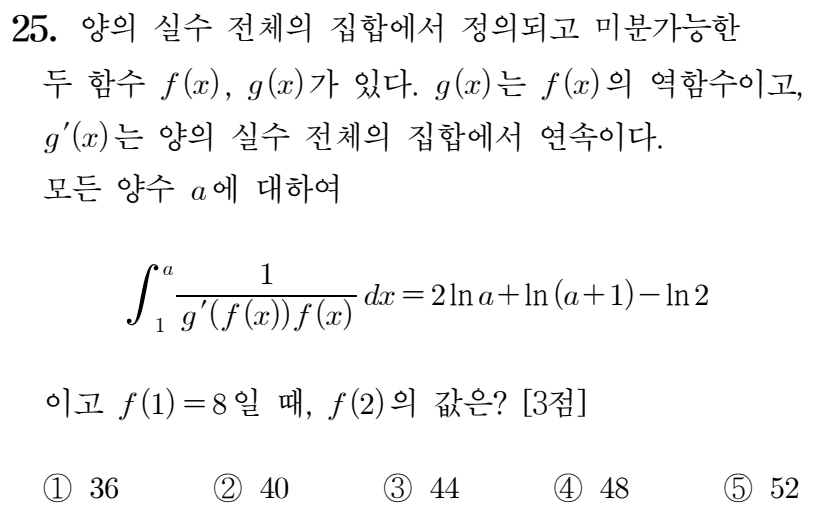 25. 양의 실수 전체의 집합에서 정의되고 미분가능한
두 함수 f(x), g(x)가 있다. g(x)는 f(x)의 역함수이고,
g′(x)는 양의 실수 전체의 집합에서 연속이다.
모든 양수 a에 대하여
∫₁ᵃ 1/(g′(f(x))f(x)) dx = 2 ln a + ln(a+1) − ln 2
이고 f(1)=8일 때, f(2)의 값은? [3점]
① 36 ② 40 ③ 44 ④ 48 ⑤ 52